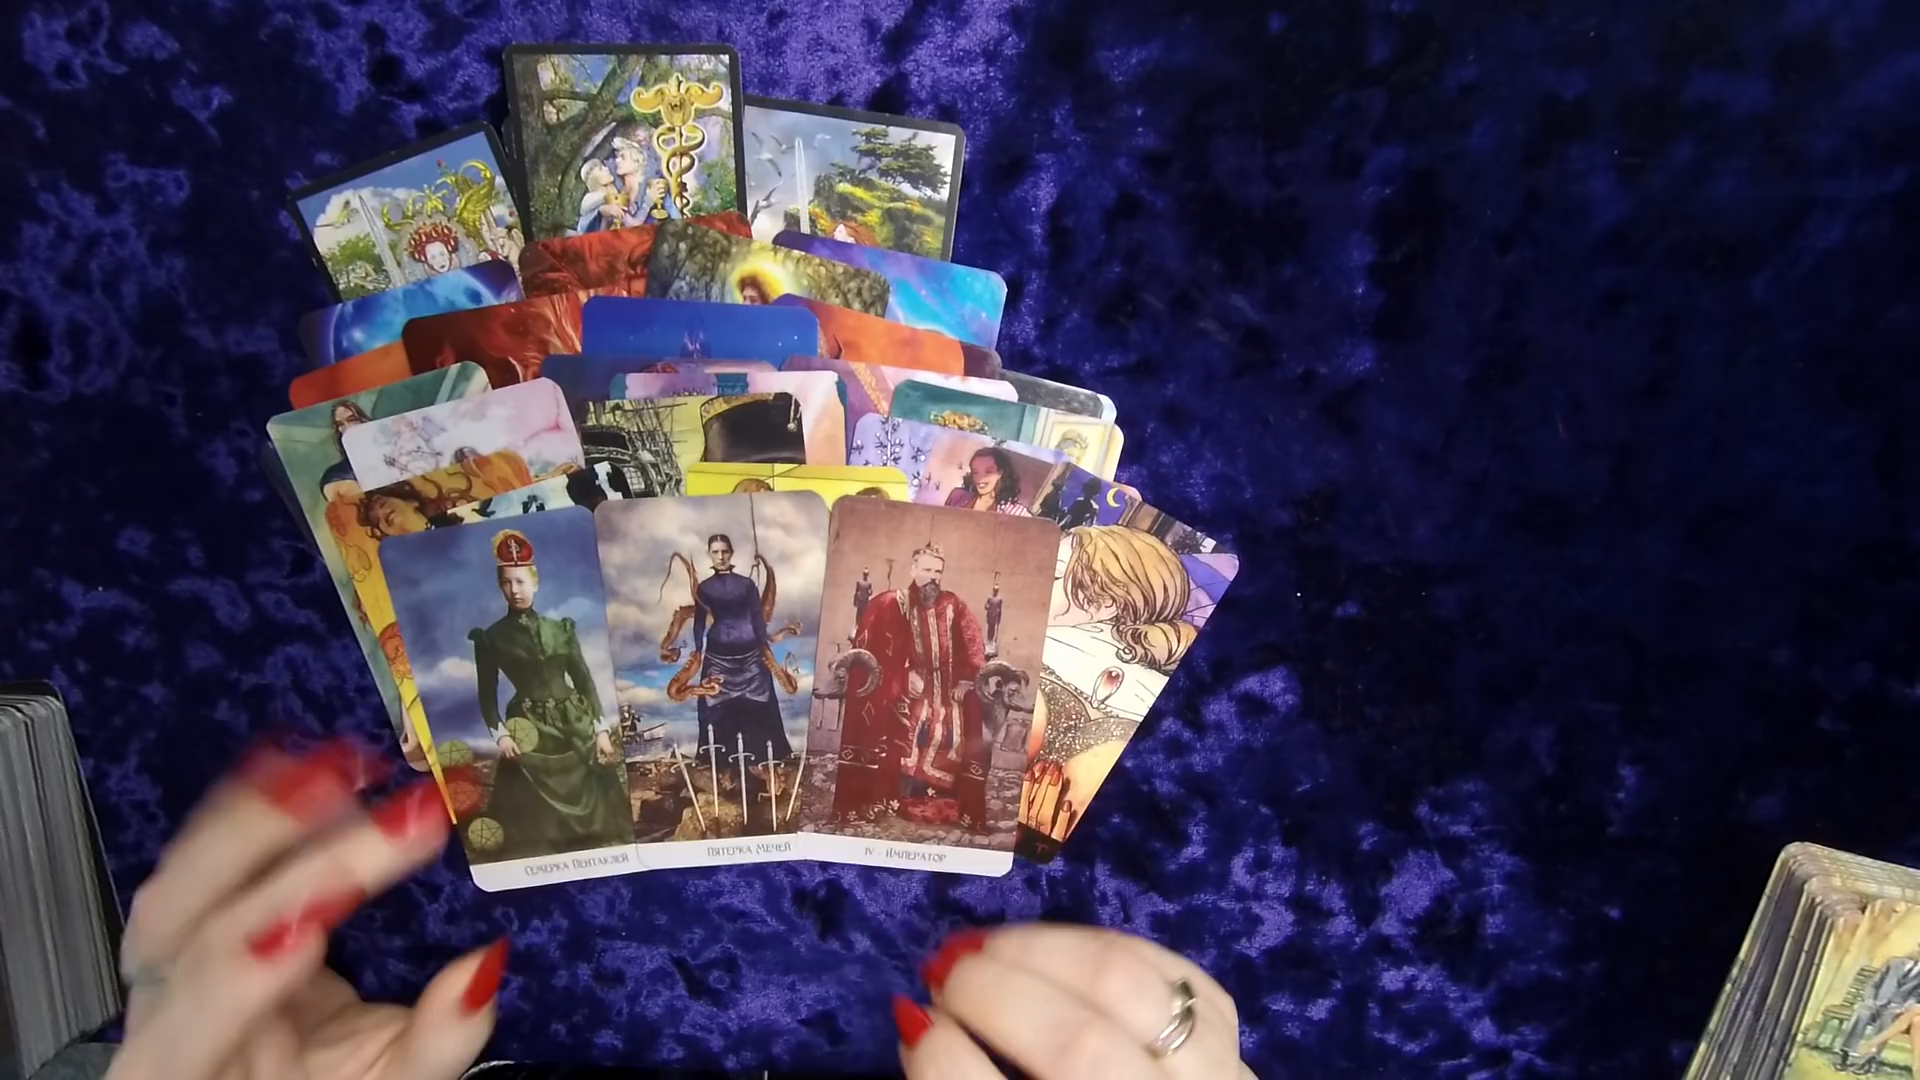 Семерка Пентаклей
Пятерка Мечей
IV - Император